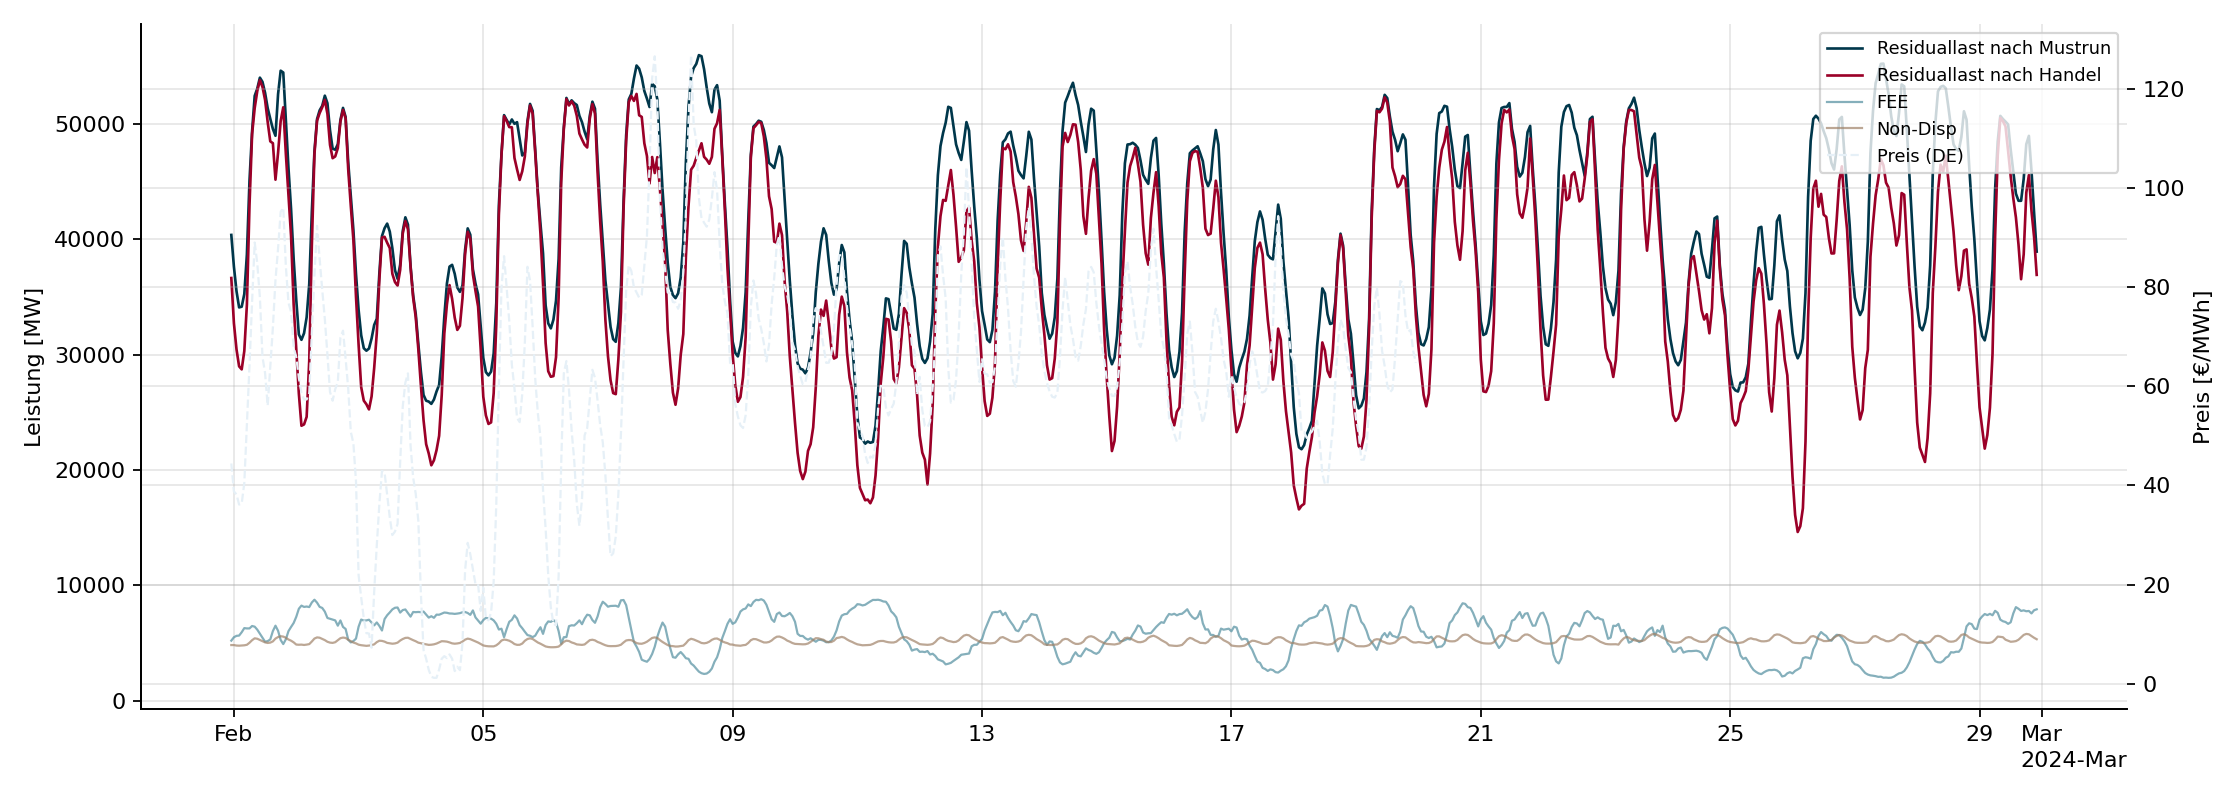 Leistung [MW]
50000
40000
30000
20000
10000
0
Residuallast nach Mustrun
Residuallast nach Handel
FEE
Non-Disp
Preis (DE)
120
100
80
60
40
20
0
Preis [€/MWh]
Feb 05 09 13 17 21 25 29 Mar
2024-Mar